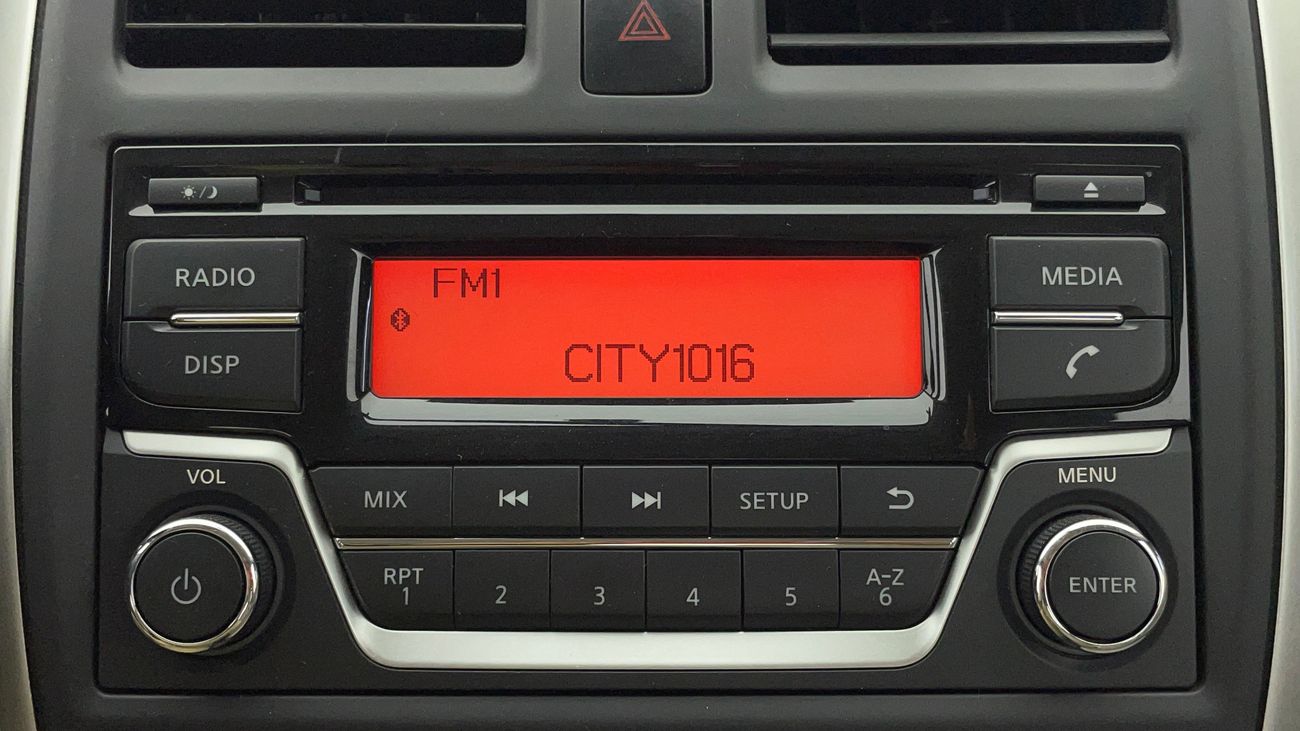 RADIO
DISP
FM1
CITY1016
MEDIA
VOL
MENU
MIX
SETUP
RPT
1
2
3
4
5
A-Z
6
ENTER